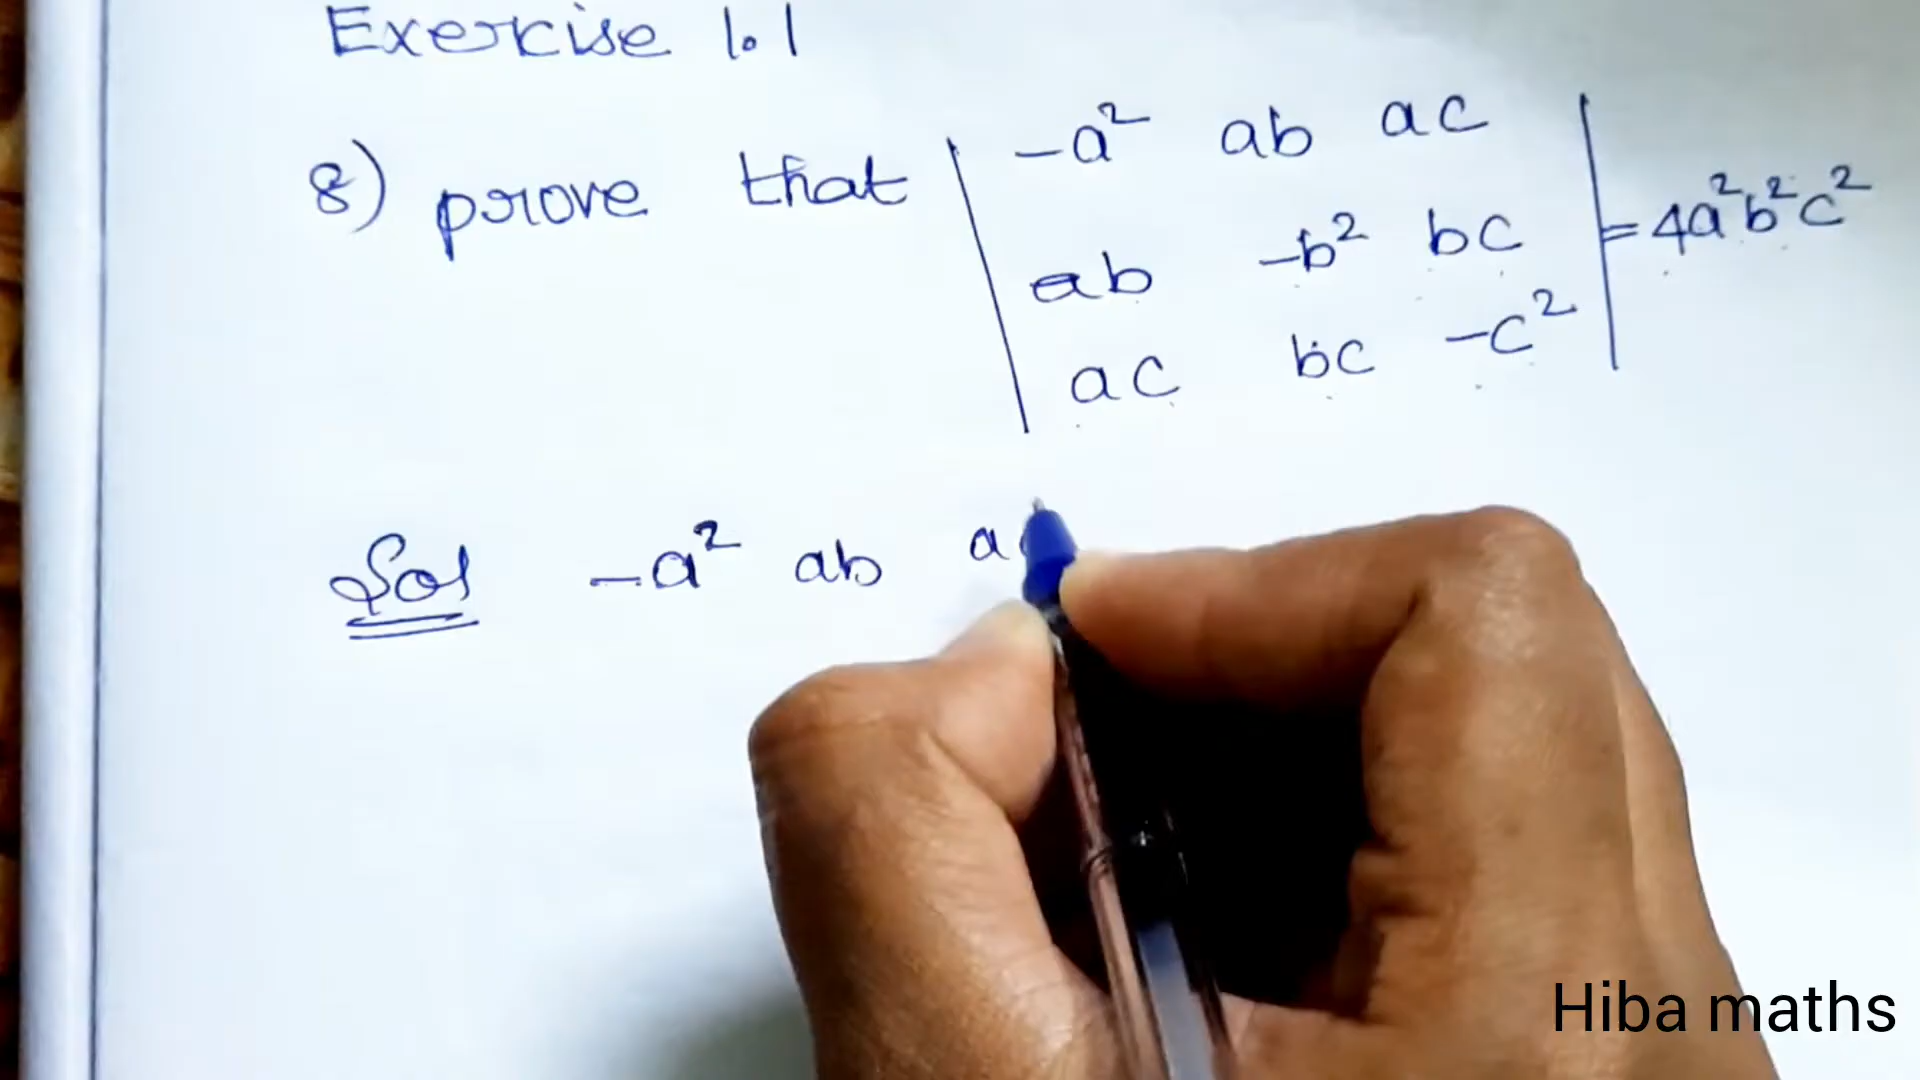 Exercise 1.1
8) prove that | -a² ab ac |
| ab -b² bc | = 4a²b²c²
| ac bc -c² |
Sol -a² ab a
Hiba maths